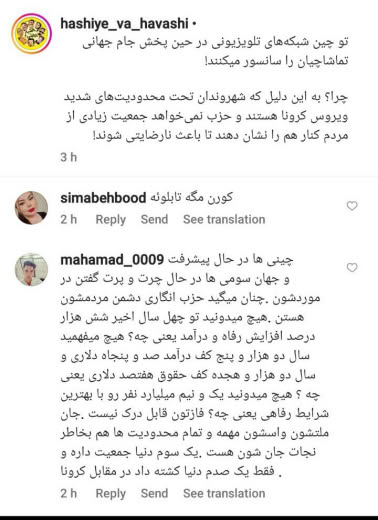 hashiye_va_havashi •
تو چین شبکه‌های تلویزیونی در حین پخش جام جهانی
تماشاچیان را سانسور میکنند!
چرا؟ به این دلیل که شهروندان تحت محدودیت‌های شدید
ویروس کرونا هستند و حزب نمی‌خواهد جمعیت زیادی از
مردم کنار هم را نشان دهند تا باعث نارضایتی شوند!
3 h
simabehbood کورن مگه تابلوئه
2 h Reply Send See translation
mahamad_0009 چینی ها در حال پیشرفت
و جهان سومی ها در حال چرت و پرت گفتن در
موردشون .چنان میگید حزب انگاری دشمن مردمشون
هستن .هیچ میدونید تو چهل سال اخیر شش هزار
درصد افزایش رفاه و درآمد یعنی چه؟ هیچ میفهمید
سال دو هزار و پنج کف درآمد صد و پنجاه دلاری و
سال دو هزار و هجده کف حقوق هفتصد دلاری یعنی
چه ؟ هیچ میدونید یک و نیم میلیارد نفر رو با بهترین
شرایط رفاهی یعنی چه؟ فازتون قابل درک نیست .جان
ملتشون واسشون مهمه و تمام محدودیت ها هم بخاطر
نجات جان شون هست .یک سوم دنیا جمعیت داره و
فقط یک صدم دنیا کشته داد در مقابل کرونا .
2 h Reply Send See translation